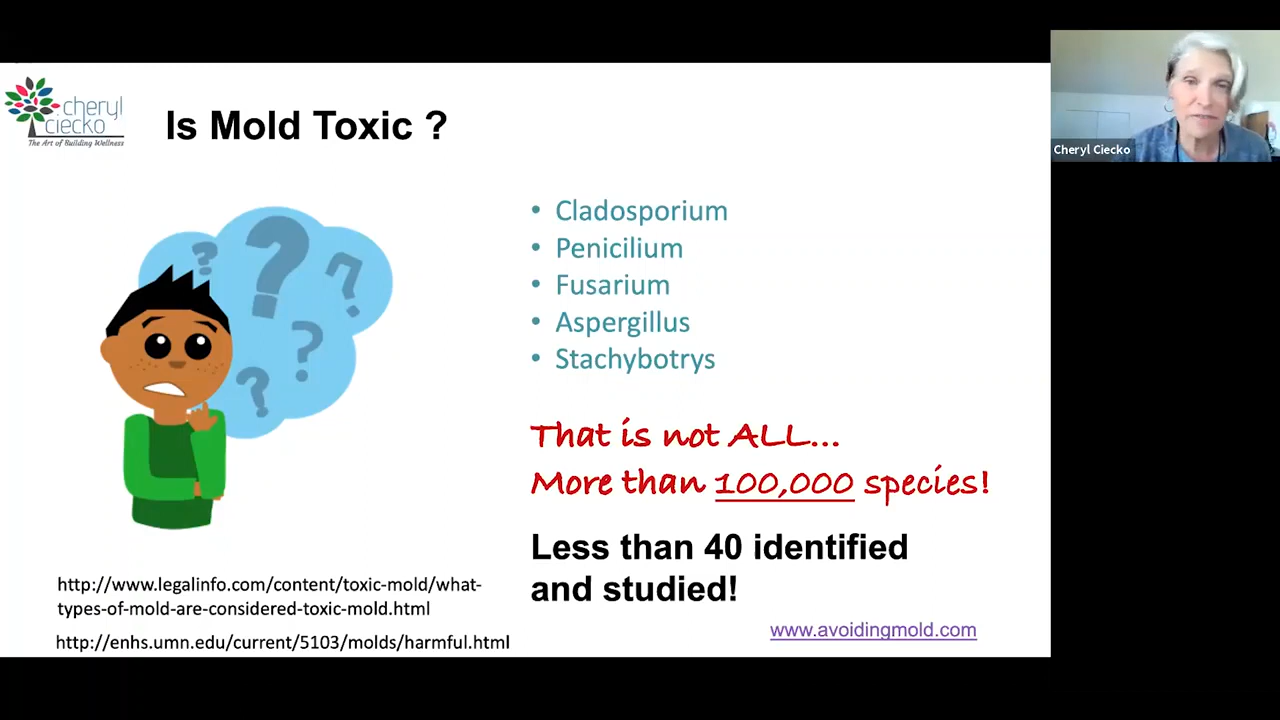 cheryl
ciecko
The Art of Building Wellness
Is Mold Toxic ?
• Cladosporium
• Penicilium
• Fusarium
• Aspergillus
• Stachybotrys
That is not ALL...
More than 100,000 species!
Less than 40 identified
and studied!
http://www.legalinfo.com/content/toxic-mold/what-
types-of-mold-are-considered-toxic-mold.html
http://enhs.umn.edu/current/5103/molds/harmful.html
www.avoidingmold.com
Cheryl Ciecko